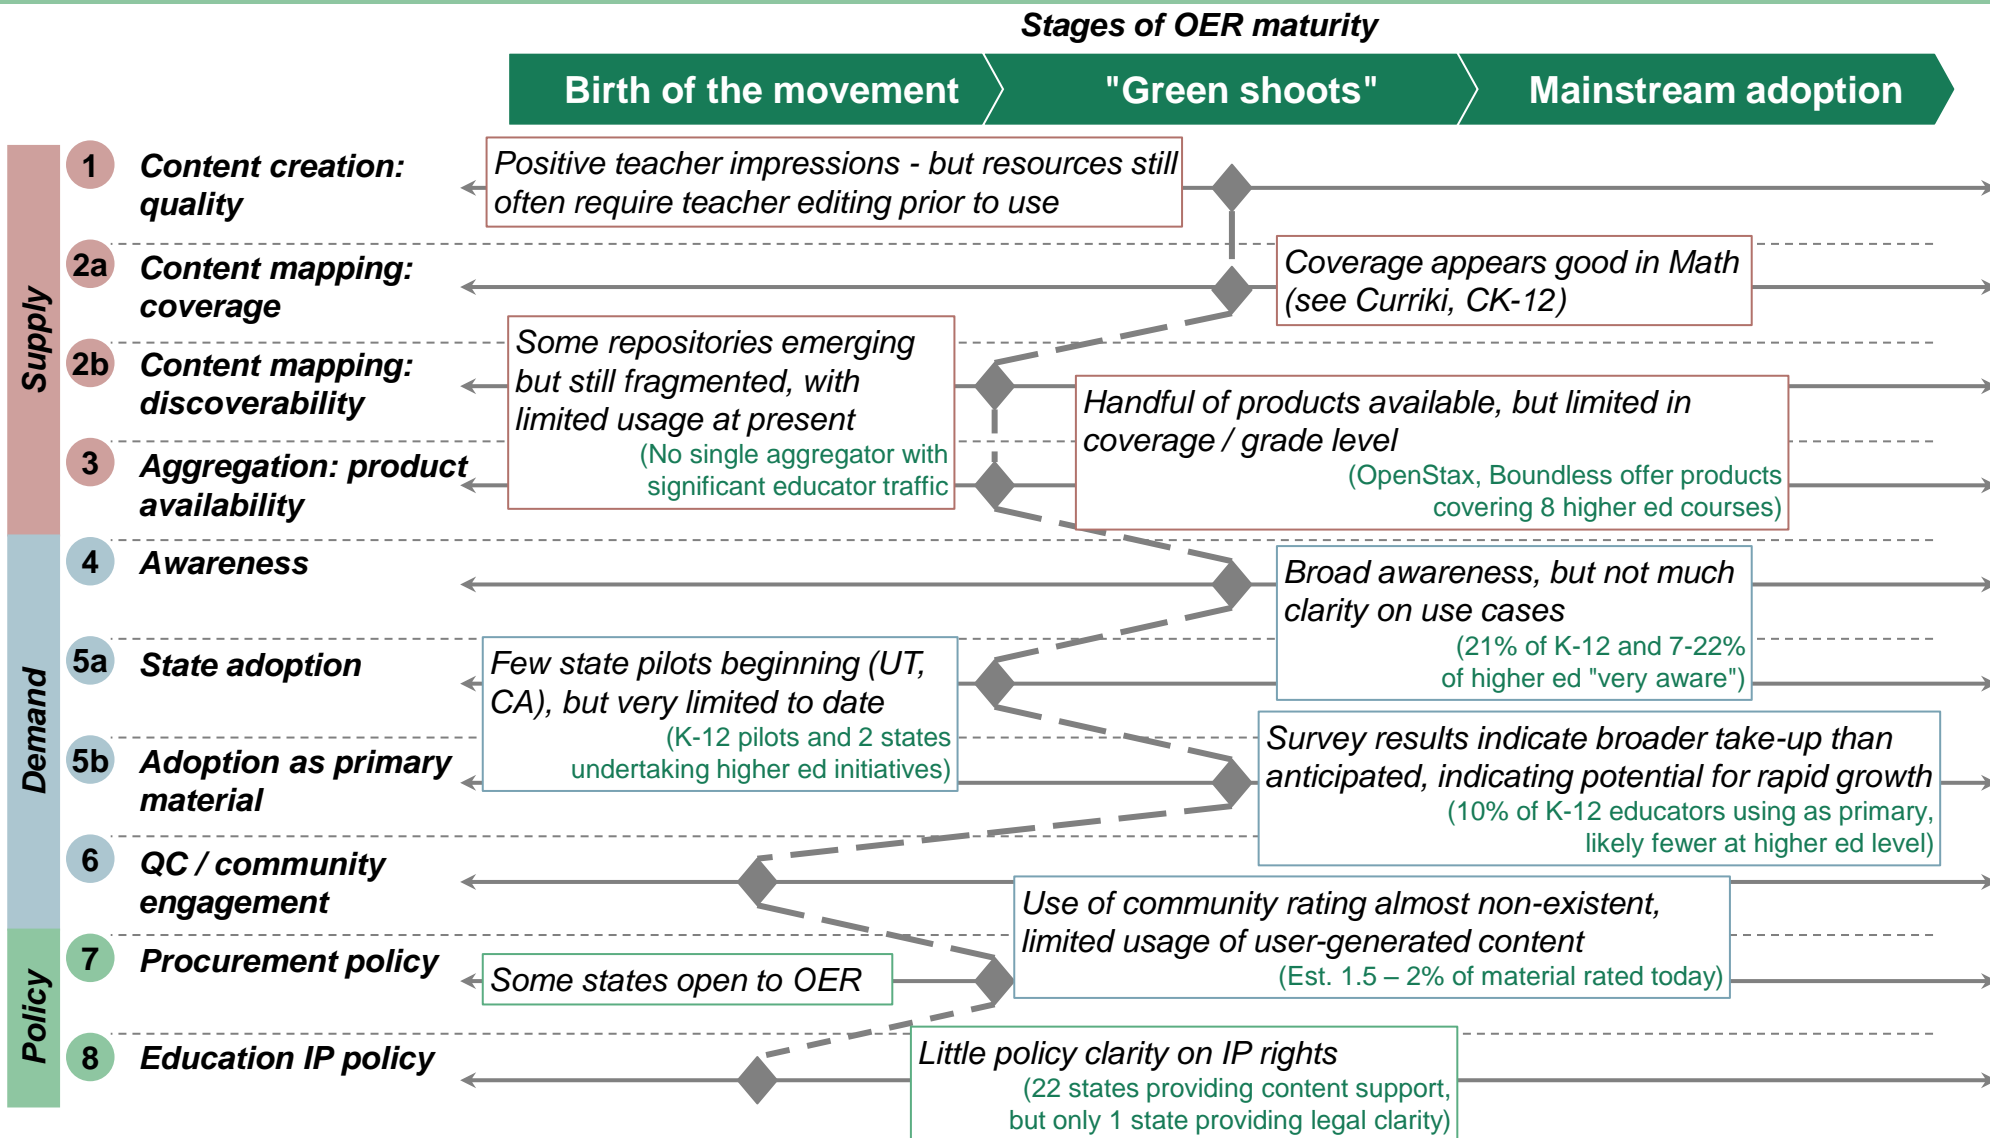 Stages of OER maturity
Birth of the movement
"Green shoots"
Mainstream adoption
Supply
1
Content creation:
quality
Positive teacher impressions - but resources still
often require teacher editing prior to use
2a
Content mapping:
coverage
Coverage appears good in Math
(see Curriki, CK-12)
2b
Content mapping:
discoverability
Some repositories emerging
but still fragmented, with
limited usage at present
(No single aggregator with
significant educator traffic
3
Aggregation: product
availability
Handful of products available, but limited in
coverage / grade level
(OpenStax, Boundless offer products
covering 8 higher ed courses)
Demand
4
Awareness
Broad awareness, but not much
clarity on use cases
(21% of K-12 and 7-22%
of higher ed "very aware")
5a
State adoption
Few state pilots beginning (UT,
CA), but very limited to date
(K-12 pilots and 2 states
undertaking higher ed initiatives)
5b
Adoption as primary
material
Survey results indicate broader take-up than
anticipated, indicating potential for rapid growth
(10% of K-12 educators using as primary,
likely fewer at higher ed level)
6
QC / community
engagement
Use of community rating almost non-existent,
limited usage of user-generated content
(Est. 1.5 – 2% of material rated today)
Policy
7
Procurement policy
Some states open to OER
8
Education IP policy
Little policy clarity on IP rights
(22 states providing content support,
but only 1 state providing legal clarity)